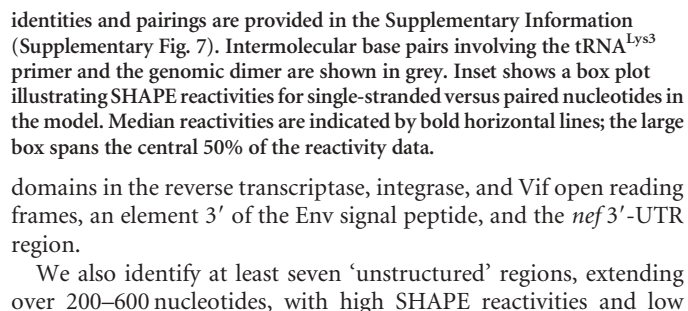 identities and pairings are provided in the Supplementary Information
(Supplementary Fig. 7). Intermolecular base pairs involving the tRNA^Lys3
primer and the genomic dimer are shown in grey. Inset shows a box plot
illustrating SHAPE reactivities for single-stranded versus paired nucleotides in
the model. Median reactivities are indicated by bold horizontal lines; the large
box spans the central 50% of the reactivity data.
domains in the reverse transcriptase, integrase, and Vif open reading
frames, an element 3′ of the Env signal peptide, and the nef 3′-UTR
region.
We also identify at least seven ‘unstructured’ regions, extending
over 200–600 nucleotides, with high SHAPE reactivities and low